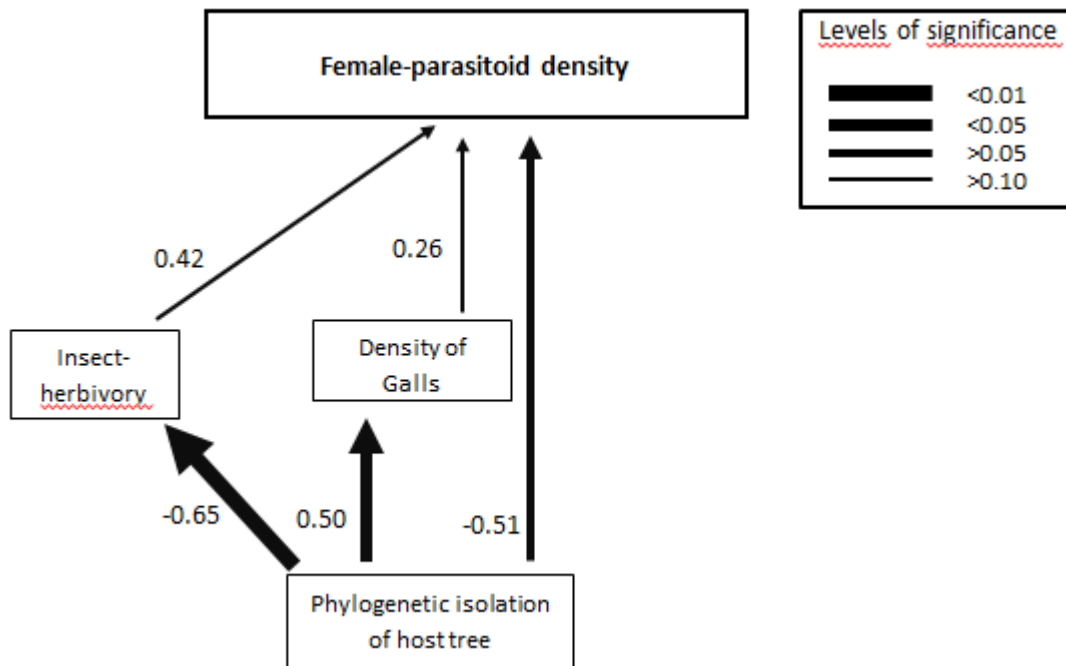 Female-parasitoid density
Levels of significance
<0.01
<0.05
>0.05
>0.10
0.42
0.26
Insect-
herbivory
Density of
Galls
-0.65
0.50
-0.51
Phylogenetic isolation
of host tree